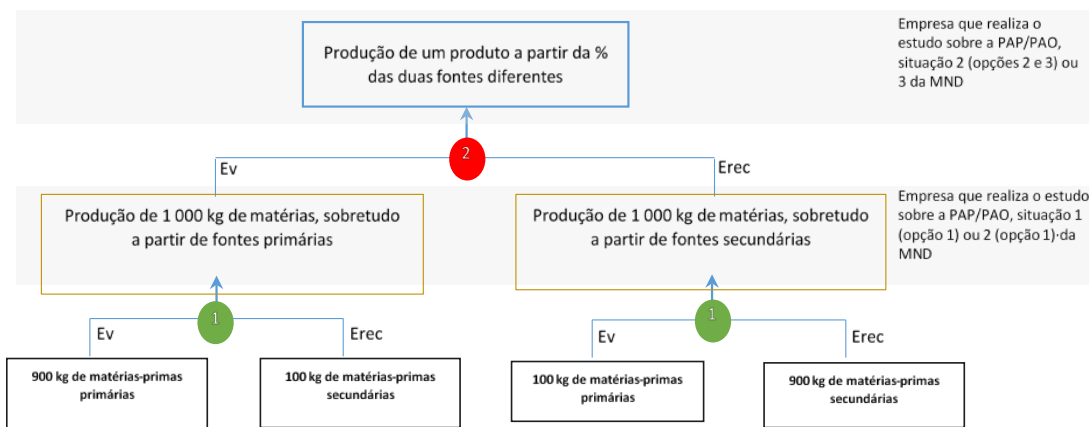 Produção de um produto a partir da %
das duas fontes diferentes
Empresa que realiza o
estudo sobre a PAP/PAO,
situação 2 (opções 2 e 3) ou
3 da MND
2
Ev
Erec
Produção de 1 000 kg de matérias, sobretudo
a partir de fontes primárias
Produção de 1 000 kg de matérias, sobretudo
a partir de fontes secundárias
Empresa que realiza o estudo
sobre a PAP/PAO, situação 1
(opção 1) ou 2 (opção 1)·da
MND
1
1
Ev
Erec
Ev
Erec
900 kg de matérias-primas
primárias
100 kg de matérias-primas
secundárias
100 kg de matérias-primas
primárias
900 kg de matérias-primas
secundárias